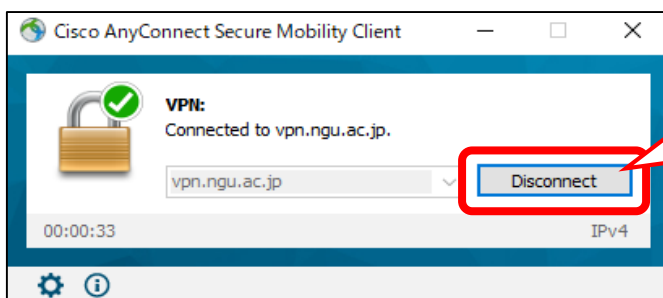 Cisco AnyConnect Secure Mobility Client
VPN:
Connected to vpn.ngu.ac.jp.
vpn.ngu.ac.jp
Disconnect
00:00:33
IPv4